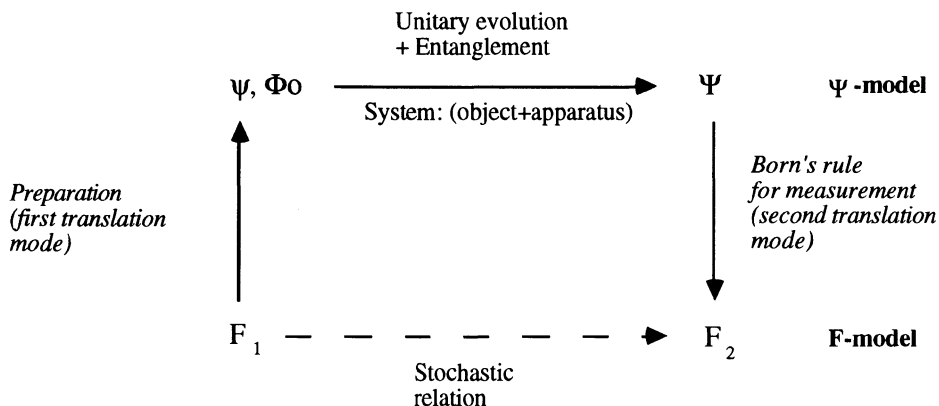 Unitary evolution
+ Entanglement
ψ, Φo
Ψ
Ψ -model
System: (object+apparatus)
Preparation
(first translation
mode)
Born's rule
for measurement
(second translation
mode)
F₁
F₂
F-model
Stochastic
relation